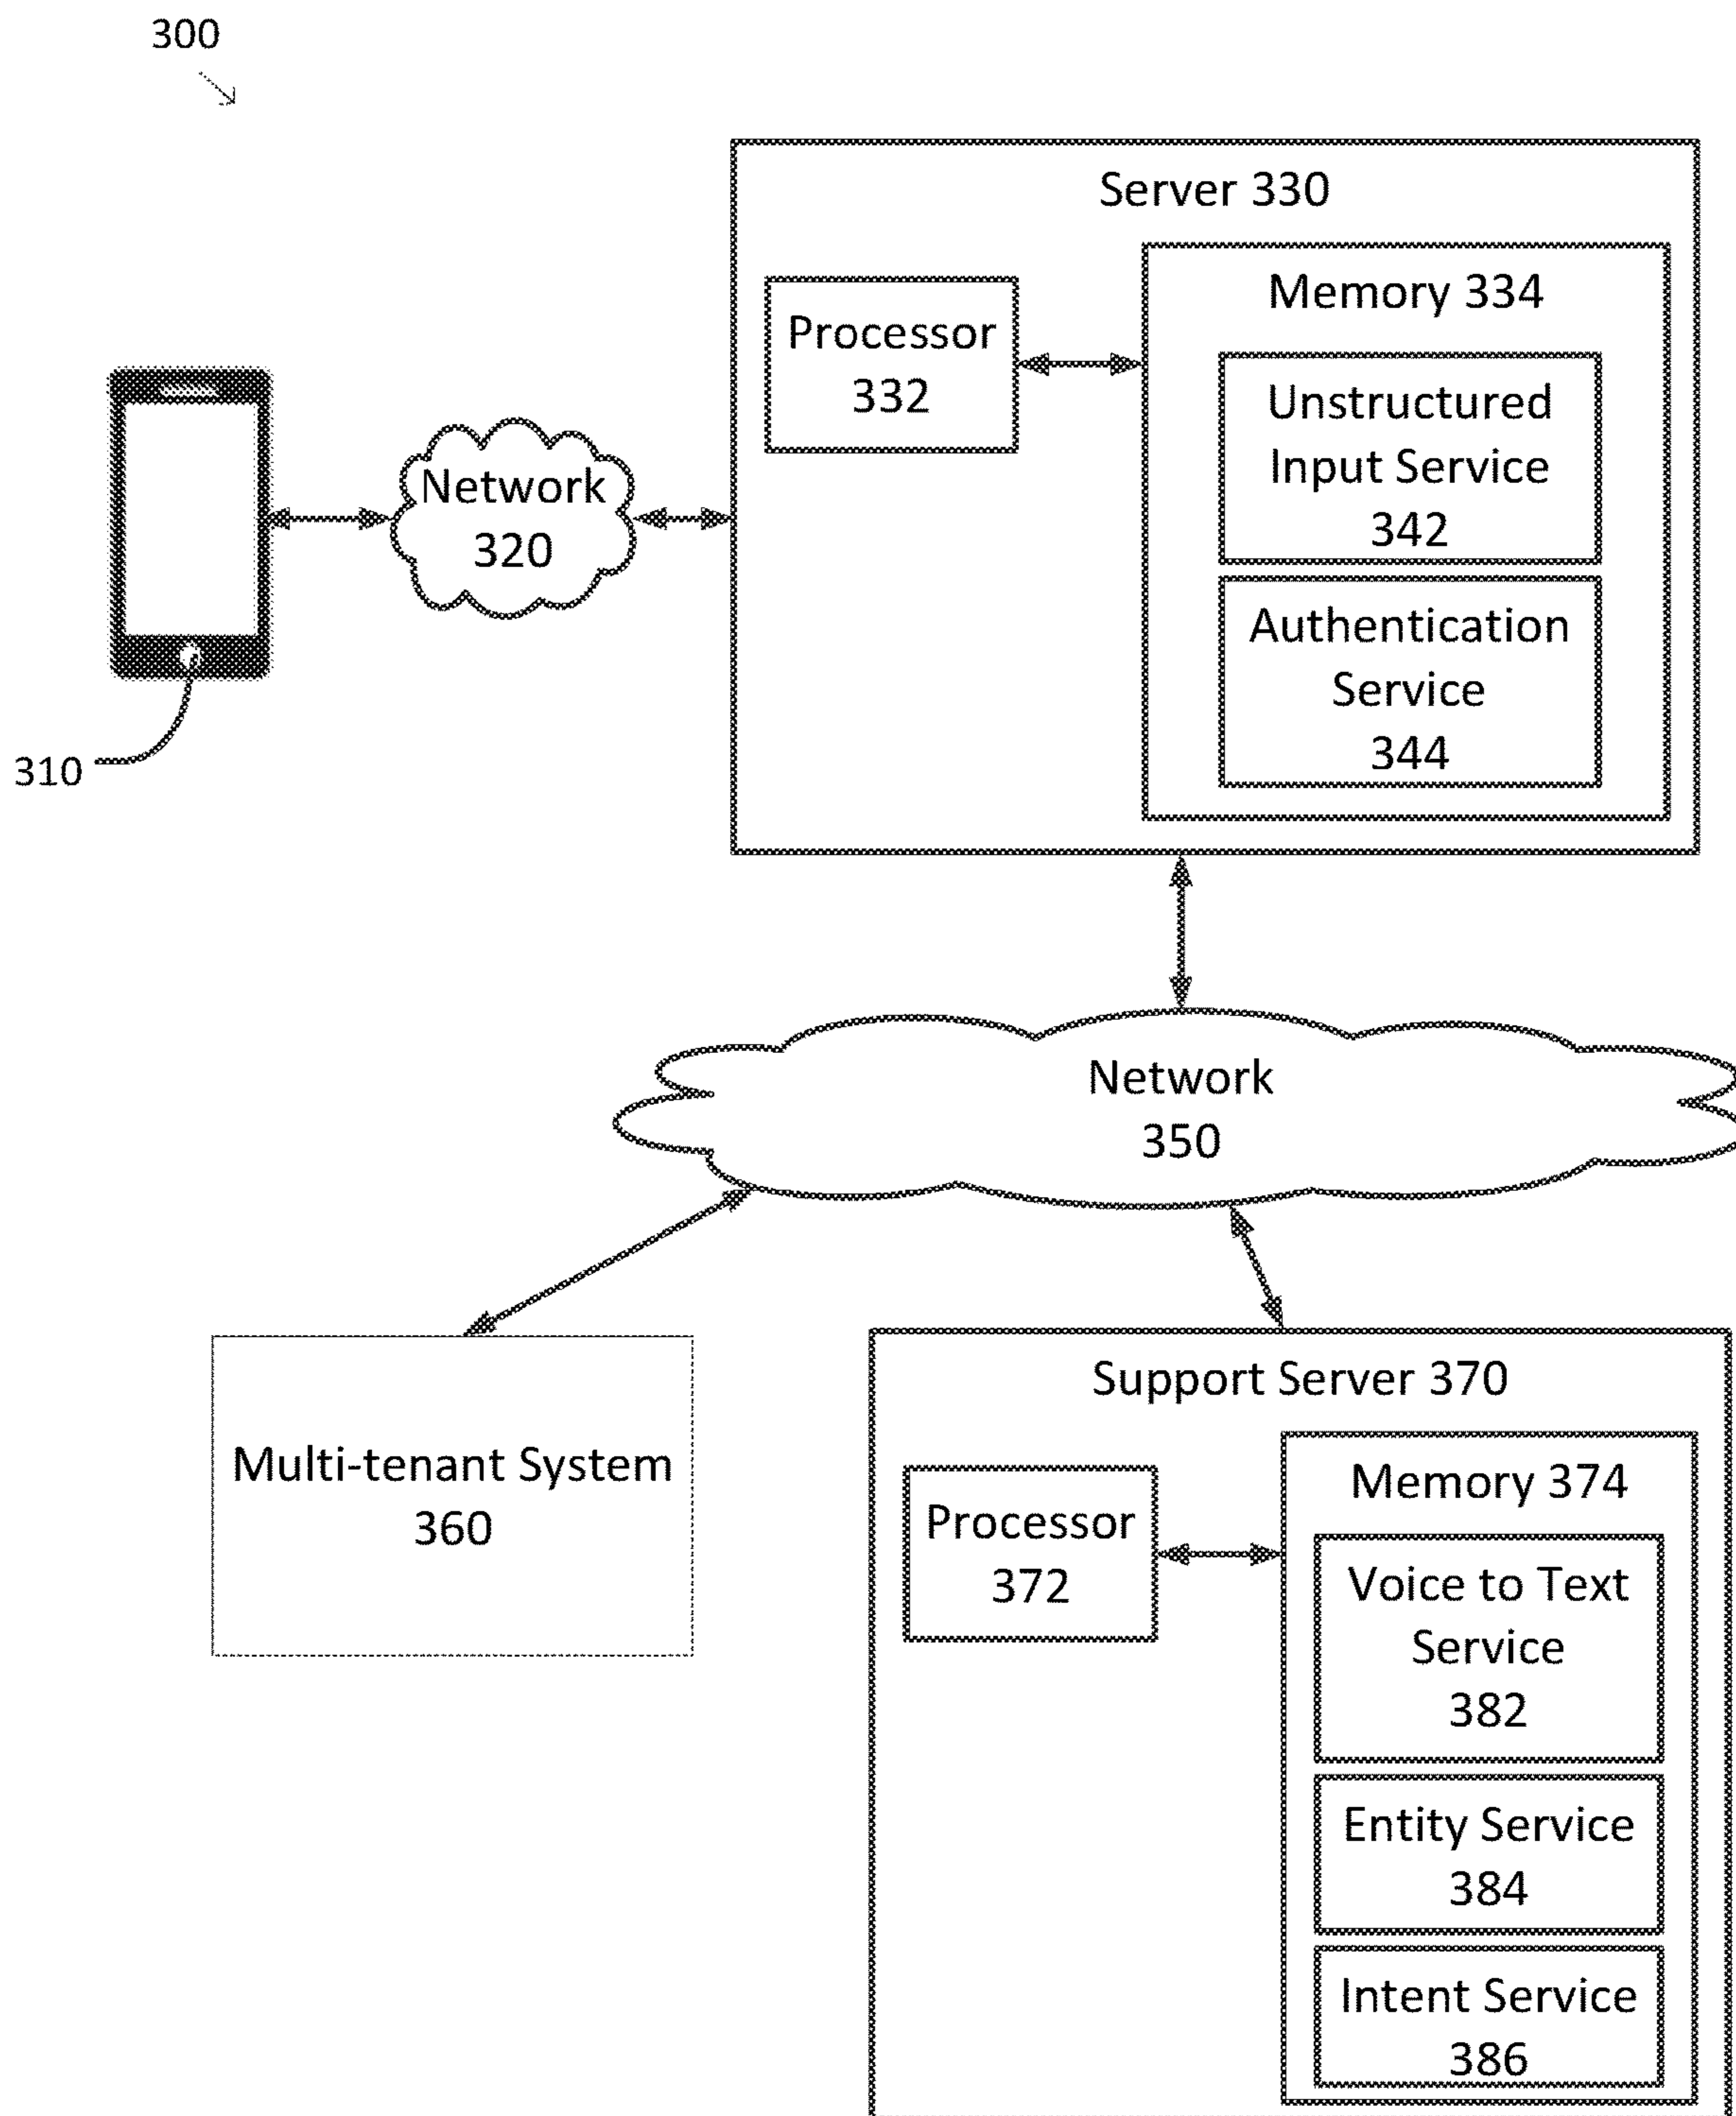 300
Server 330
Processor
332
Memory 334
Unstructured
Input Service
342
Authentication
Service
344
Network
320
310
Network
350
Multi-tenant System
360
Support Server 370
Processor
372
Memory 374
Voice to Text
Service
382
Entity Service
384
Intent Service
386